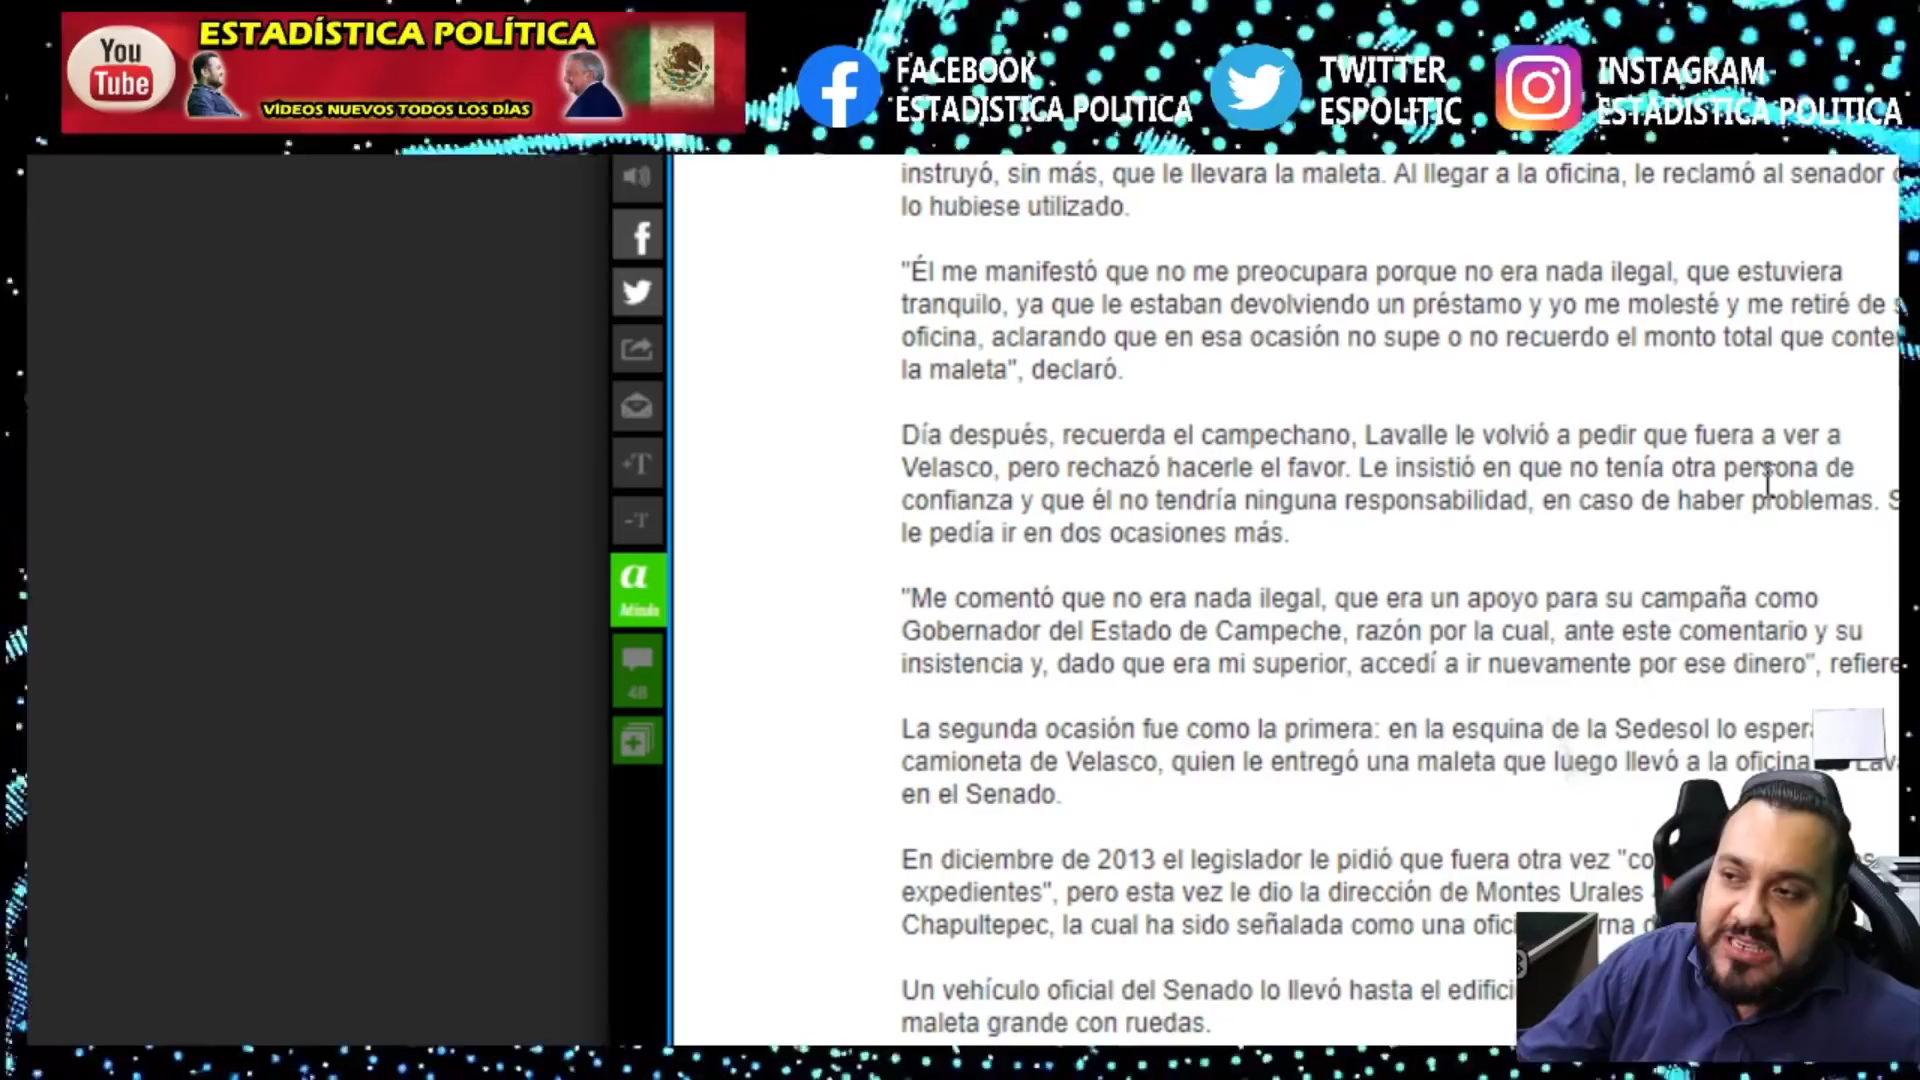 You
Tube
ESTADÍSTICA POLÍTICA
VÍDEOS NUEVOS TODOS LOS DÍAS
FACEBOOK
ESTADISTICA POLITICA
TWITTER
ESPOLITIC
INSTAGRAM
ESTADISTICA POLITICA
+T
-T
a
Artículo
48
instruyó, sin más, que le llevara la maleta. Al llegar a la oficina, le reclamó al senador
lo hubiese utilizado.
"Él me manifestó que no me preocupara porque no era nada ilegal, que estuviera
tranquilo, ya que le estaban devolviendo un préstamo y yo me molesté y me retiré de
oficina, aclarando que en esa ocasión no supe o no recuerdo el monto total que conte
la maleta", declaró.
Día después, recuerda el campechano, Lavalle le volvió a pedir que fuera a ver a
Velasco, pero rechazó hacerle el favor. Le insistió en que no tenía otra persona de
confianza y que él no tendría ninguna responsabilidad, en caso de haber problemas. S
le pedía ir en dos ocasiones más.
"Me comentó que no era nada ilegal, que era un apoyo para su campaña como
Gobernador del Estado de Campeche, razón por la cual, ante este comentario y su
insistencia y, dado que era mi superior, accedí a ir nuevamente por ese dinero", refiere
La segunda ocasión fue como la primera: en la esquina de la Sedesol lo esper
camioneta de Velasco, quien le entregó una maleta que luego llevó a la oficina
en el Senado.
En diciembre de 2013 el legislador le pidió que fuera otra vez "co
expedientes", pero esta vez le dio la dirección de Montes Urales
Chapultepec, la cual ha sido señalada como una ofici
Un vehículo oficial del Senado lo llevó hasta el edifici
maleta grande con ruedas.